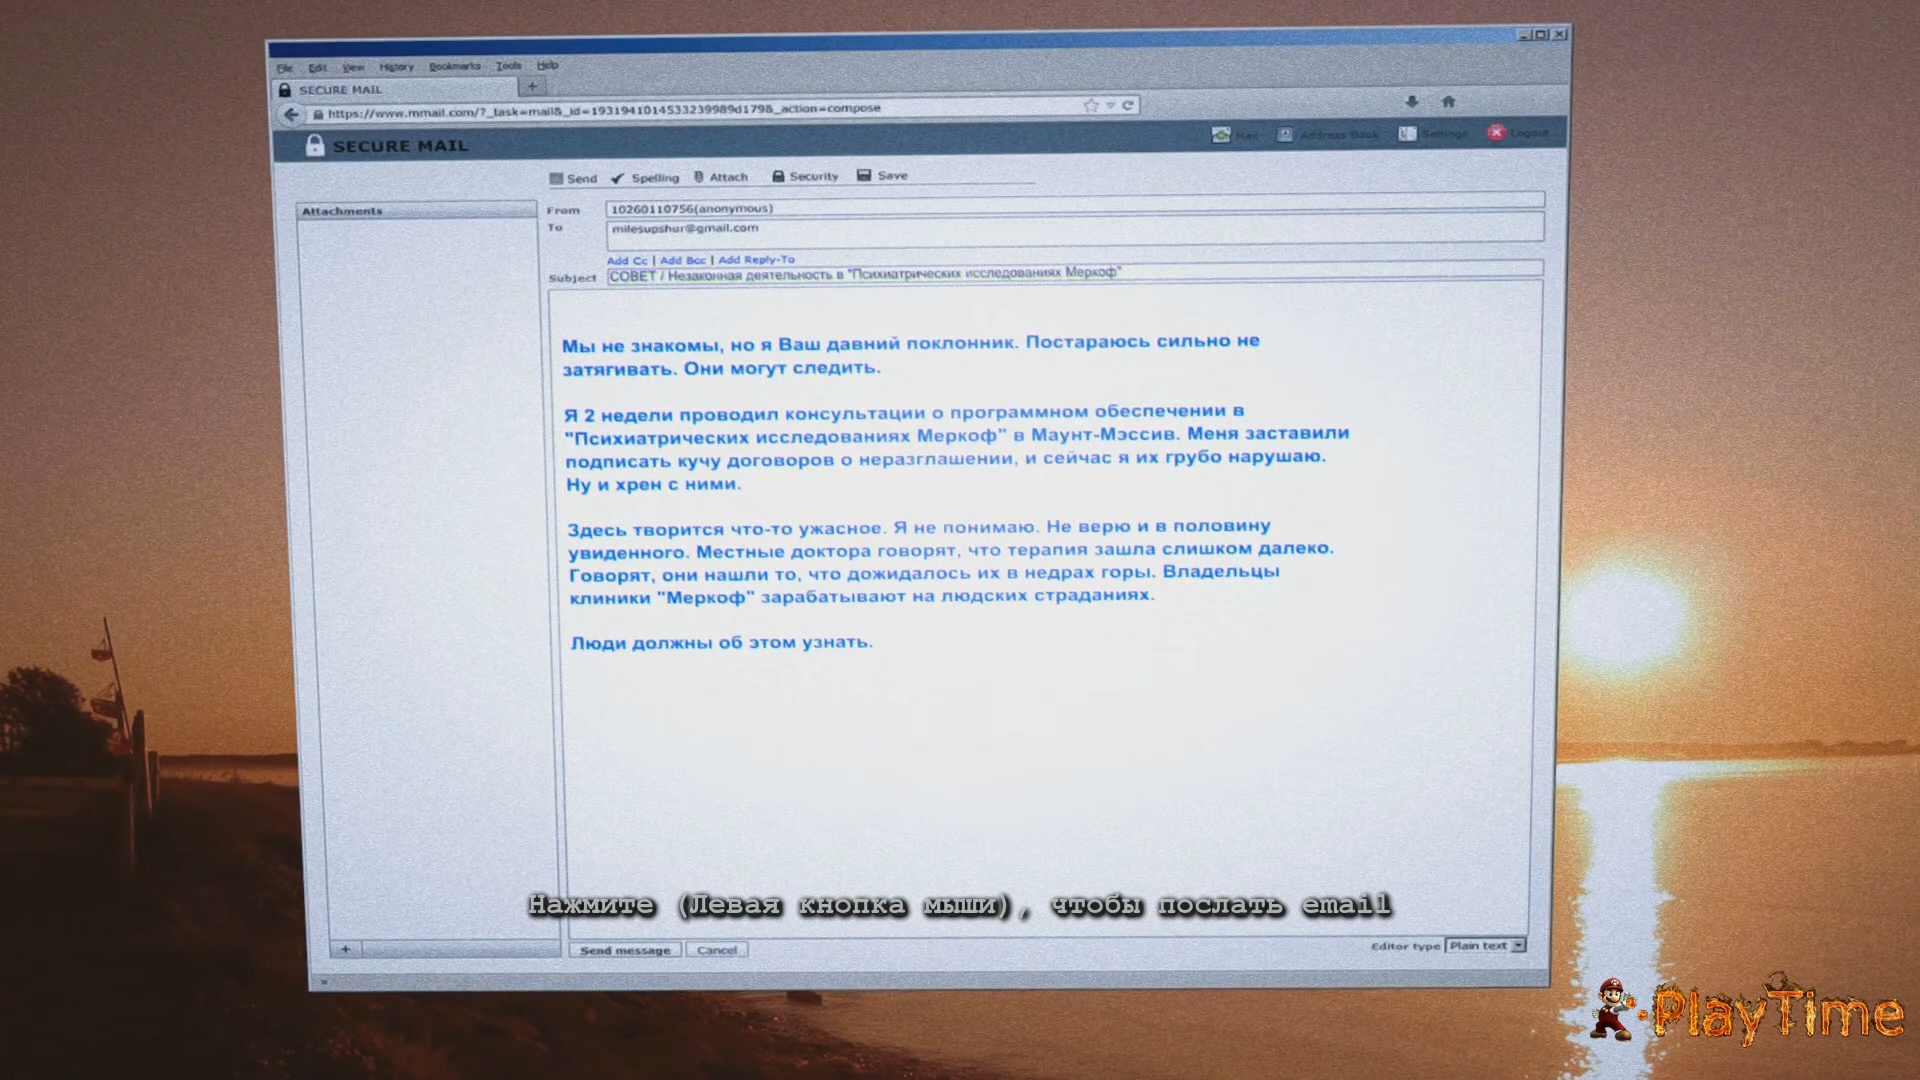 File Edit View History Bookmarks Tools Help
SECURE MAIL
https://www.mmail.com/?_task=mail&_id=1931941014533239989d179&_action=compose
SECURE MAIL
Mail Address Book Settings Logout
Send Spelling Attach Security Save
Attachments
From 10260110756(anonymous)
To milesupshur@gmail.com
Add Cc | Add Bcc | Add Reply-To
Subject СОВЕТ / Незаконная деятельность в "Психиатрических исследованиях Меркоф"
Мы не знакомы, но я Ваш давний поклонник. Постараюсь сильно не
затягивать. Они могут следить.
Я 2 недели проводил консультации о программном обеспечении в
"Психиатрических исследованиях Меркоф" в Маунт-Мэссив. Меня заставили
подписать кучу договоров о неразглашении, и сейчас я их грубо нарушаю.
Ну и хрен с ними.
Здесь творится что-то ужасное. Я не понимаю. Не верю и в половину
увиденного. Местные доктора говорят, что терапия зашла слишком далеко.
Говорят, они нашли то, что дожидалось их в недрах горы. Владельцы
клиники "Меркоф" зарабатывают на людских страданиях.
Люди должны об этом узнать.
Нажмите (Левая кнопка мыши), чтобы послать email
Send message Cancel
Editor type Plain text
PlayTime